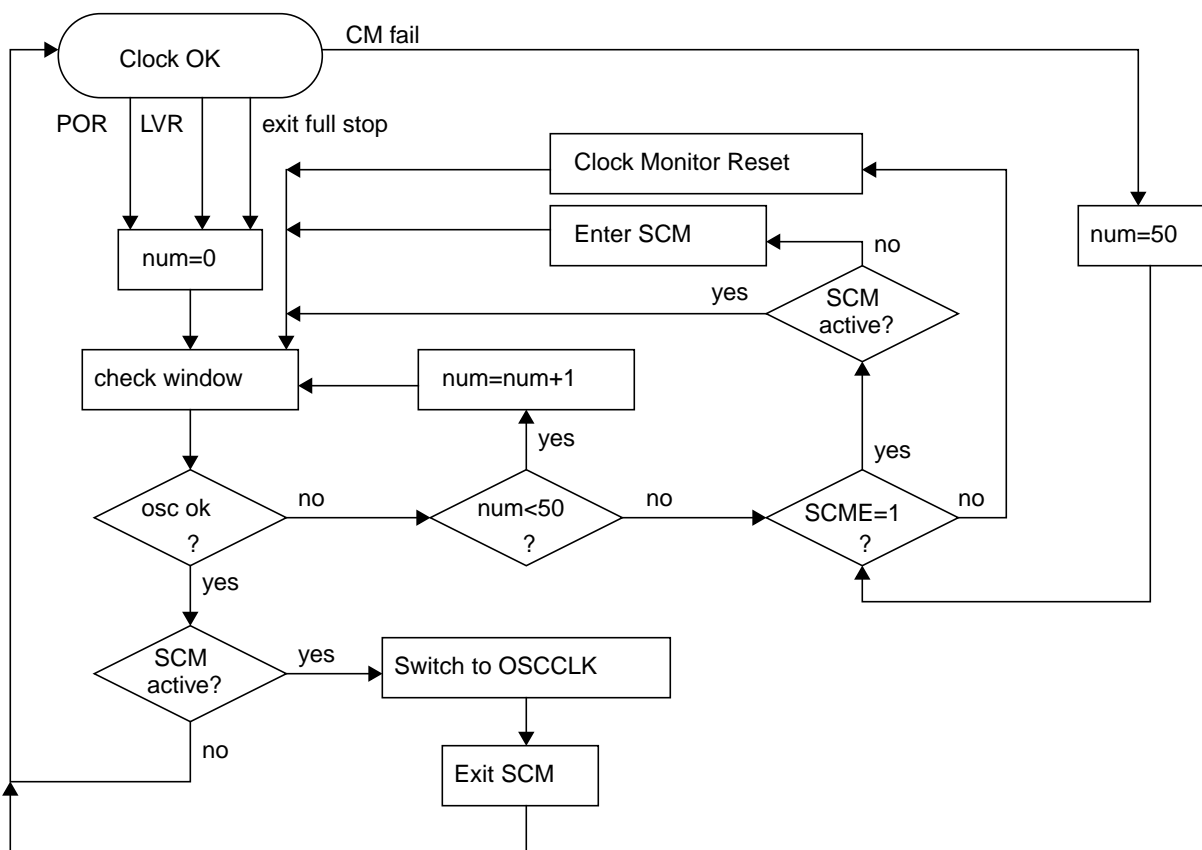 CM fail
Clock OK
POR
LVR
exit full stop
Clock Monitor Reset
Enter SCM
num=50
no
num=0
yes
SCM
active?
check window
num=num+1
yes
yes
osc ok
?
no
num<50
?
no
SCME=1
?
no
yes
SCM
active?
yes
Switch to OSCCLK
no
Exit SCM